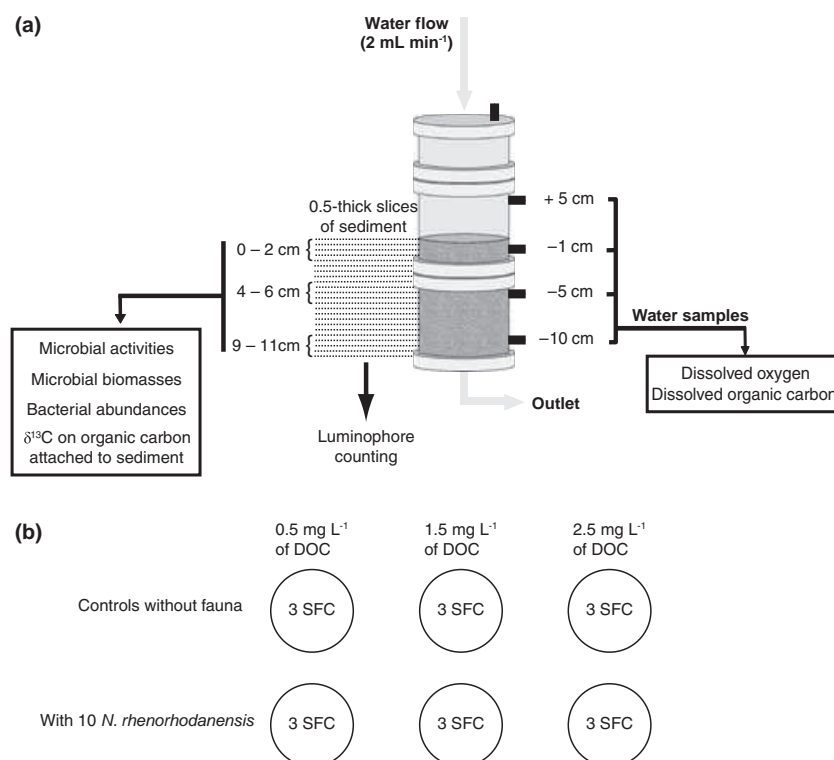 (a)
Water flow
(2 mL min⁻¹)
0.5-thick slices
of sediment
0 – 2 cm
4 – 6 cm
9 – 11cm
+ 5 cm
–1 cm
–5 cm
–10 cm
Water samples
Microbial activities
Microbial biomasses
Bacterial abundances
δ¹³C on organic carbon
attached to sediment
Luminophore
counting
Outlet
Dissolved oxygen
Dissolved organic carbon
(b)
0.5 mg L⁻¹
of DOC
1.5 mg L⁻¹
of DOC
2.5 mg L⁻¹
of DOC
Controls without fauna
3 SFC
3 SFC
3 SFC
With 10 N. rhenorhodanensis
3 SFC
3 SFC
3 SFC